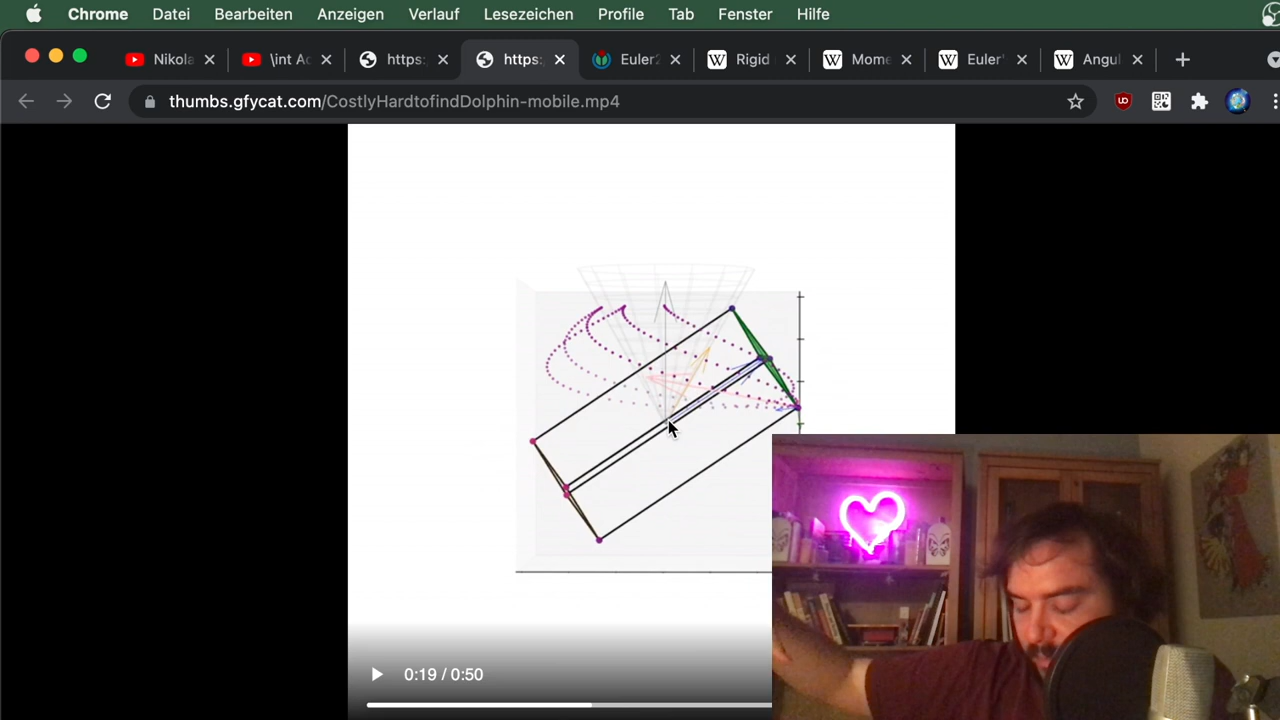 Chrome Datei Bearbeiten Anzeigen Verlauf Lesezeichen Profile Tab Fenster Hilfe
Nikola \int Ac https: https: Euler2 Rigid Mome Euler' Angul
thumbs.gfycat.com/CostlyHardtofindDolphin-mobile.mp4
0:19 / 0:50